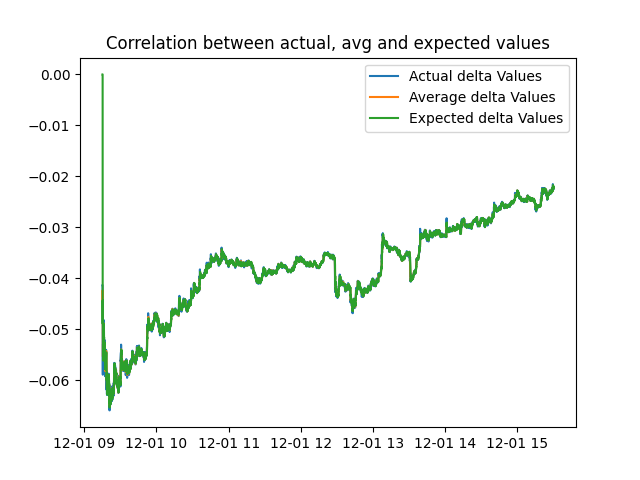 Correlation between actual, avg and expected values
Actual delta Values
Average delta Values
Expected delta Values
0.00
−0.01
−0.02
−0.03
−0.04
−0.05
−0.06
12-01 09 12-01 10 12-01 11 12-01 12 12-01 13 12-01 14 12-01 15